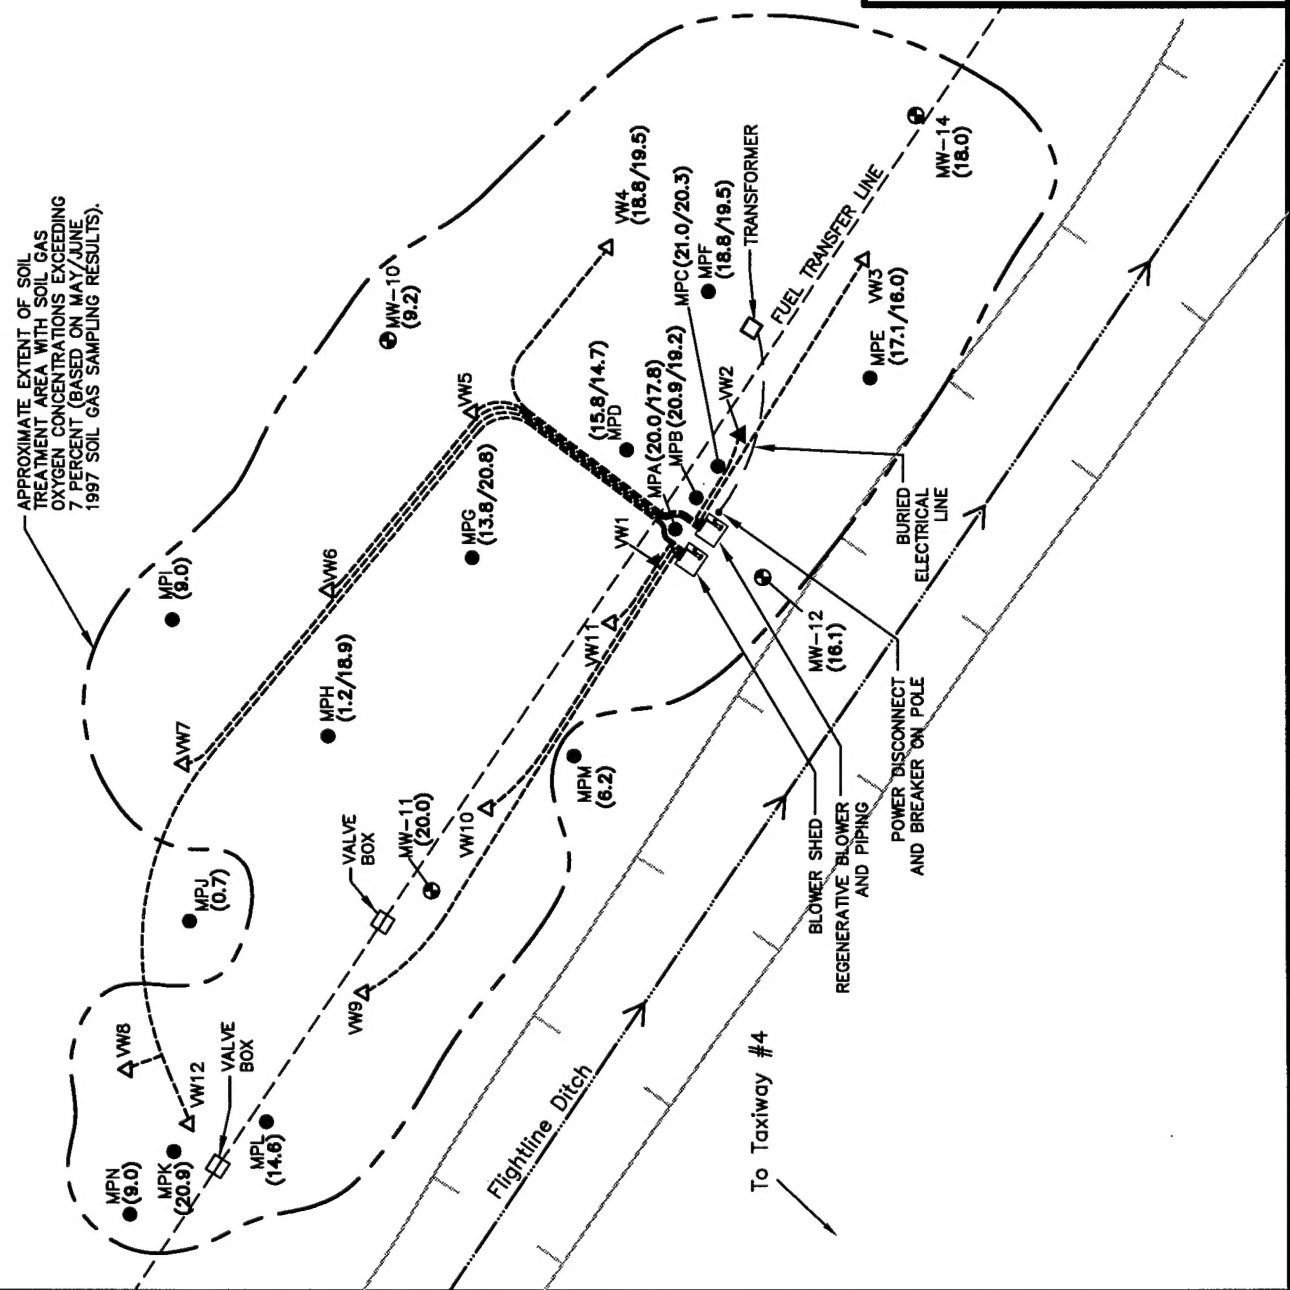 APPROXIMATE EXTENT OF SOIL
TREATMENT AREA WITH SOIL GAS
OXYGEN CONCENTRATIONS EXCEEDING
7 PERCENT (BASED ON MAY/JUNE
1997 SOIL GAS SAMPLING RESULTS).
MPN
(9.0)
MPK
(20.9)
VW8
VW12
VALVE
BOX
MPL
(14.6)
MPJ
(0.7)
VW7
MPI
(9.0)
VW6
MPH
(1.2/18.9)
VALVE
BOX
MW-11
(20.0)
VW9
VW10
MPG
(13.8/20.8)
VW5
MW-10
(9.2)
VW4
(18.8/19.5)
(15.8/14.7)
MPD
MPA(20.0/17.8)
MPB(20.9/19.2)
MPC(21.0/20.3)
MPF
(18.8/19.5)
TRANSFORMER
VW1
VW11
VW2
FUEL TRANSFER LINE
MW-14
(18.0)
VW3
MPE
(17.1/16.0)
MPM
(6.2)
MW-12
(16.1)
BURIED
ELECTRICAL
LINE
POWER DISCONNECT
AND BREAKER ON POLE
BLOWER SHED
REGENERATIVE BLOWER
AND PIPING
Flightline Ditch
To Taxiway #4